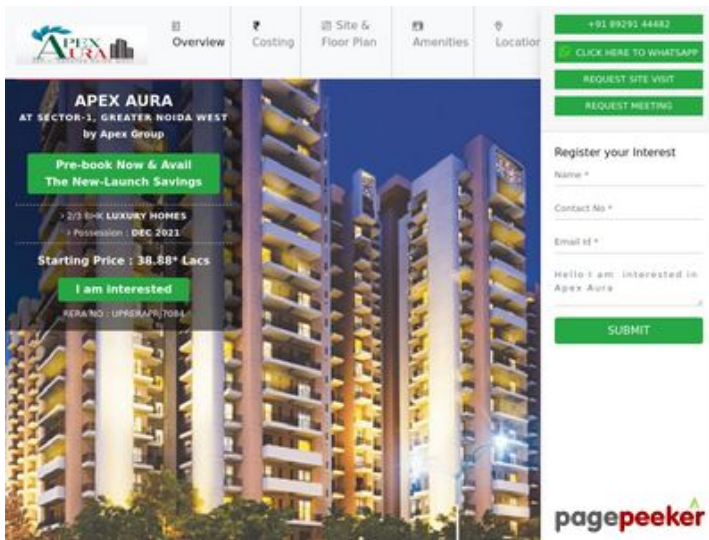 APEX
AURA
Overview
Costing
Site &
Floor Plan
Amenities
Location
+91 89291 44482
CLICK HERE TO WHATSAPP
REQUEST SITE VISIT
REQUEST MEETING
APEX AURA
AT SECTOR-1, GREATER NOIDA WEST
by Apex Group
Pre-book Now & Avail
The New-Launch Savings
› 2/3 BHK LUXURY HOMES
› Possession : DEC 2021
Starting Price : 38.88* Lacs
I am interested
RERA NO : UPRERAPRJ7084
Register your Interest
Name *
Contact No *
Email Id *
Hello I am interested in
Apex Aura
SUBMIT
pagepeeker